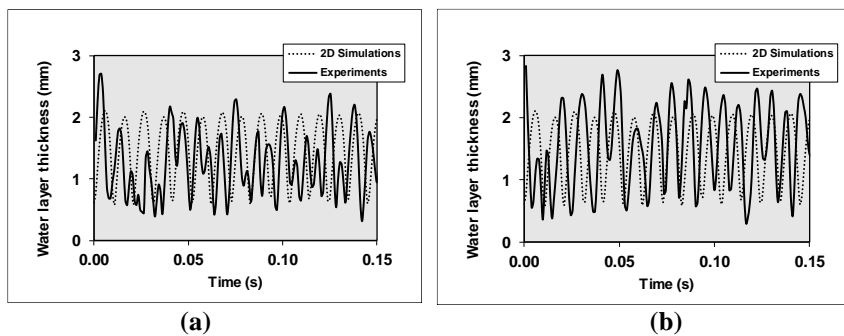 3
2
1
0
Water layer thickness (mm)
0.00 0.05 0.10 0.15
Time (s)
2D Simulations
Experiments
(a)
3
2
1
0
Water layer thickness (mm)
0.00 0.05 0.10 0.15
Time (s)
2D Simulations
Experiments
(b)